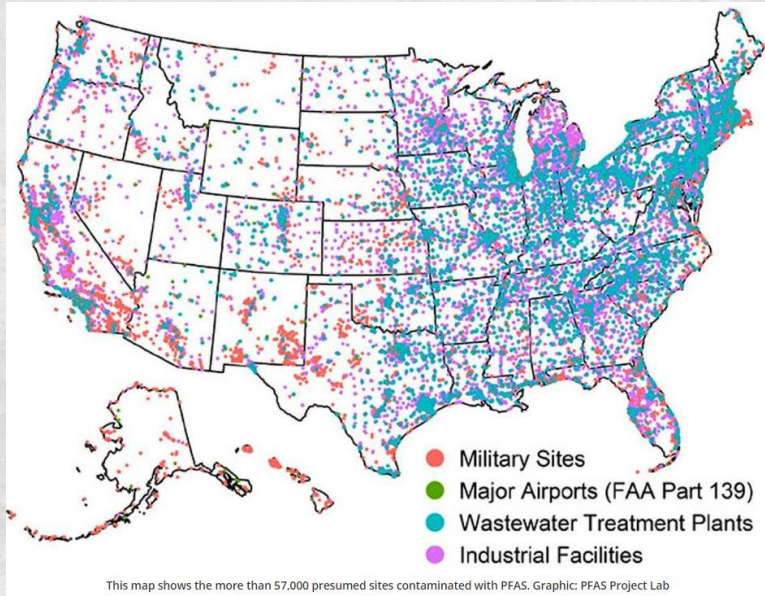 Military Sites
Major Airports (FAA Part 139)
Wastewater Treatment Plants
Industrial Facilities
This map shows the more than 57,000 presumed sites contaminated with PFAS. Graphic: PFAS Project Lab